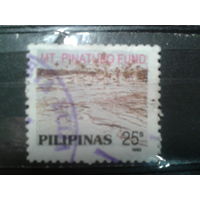 MT. PINATUBO FUND
PILIPINAS 25s